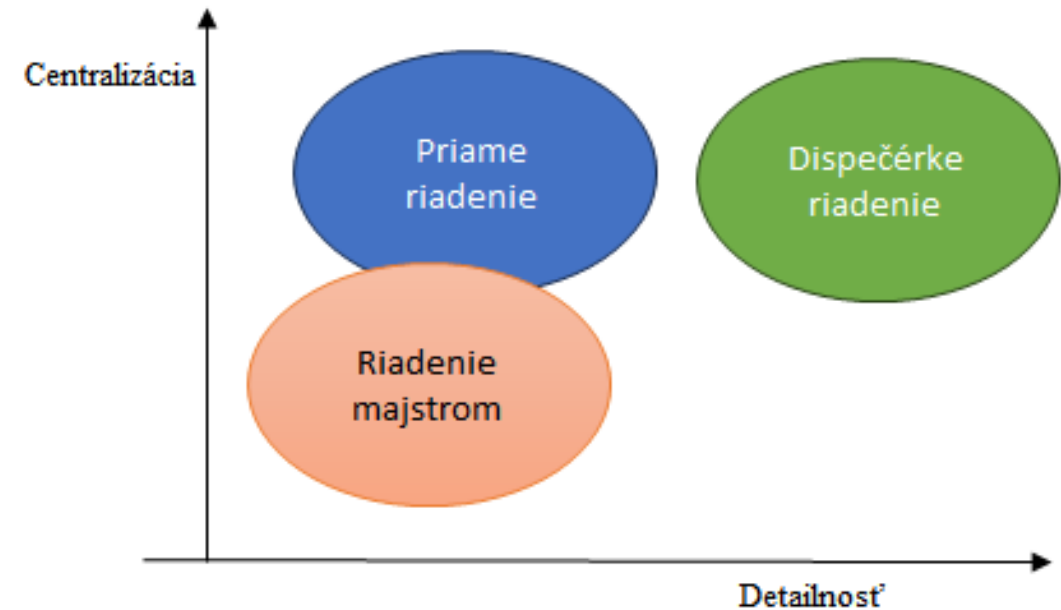 Centralizácia
Priame
riadenie
Dispečérke
riadenie
Riadenie
majstrom
Detailnosť